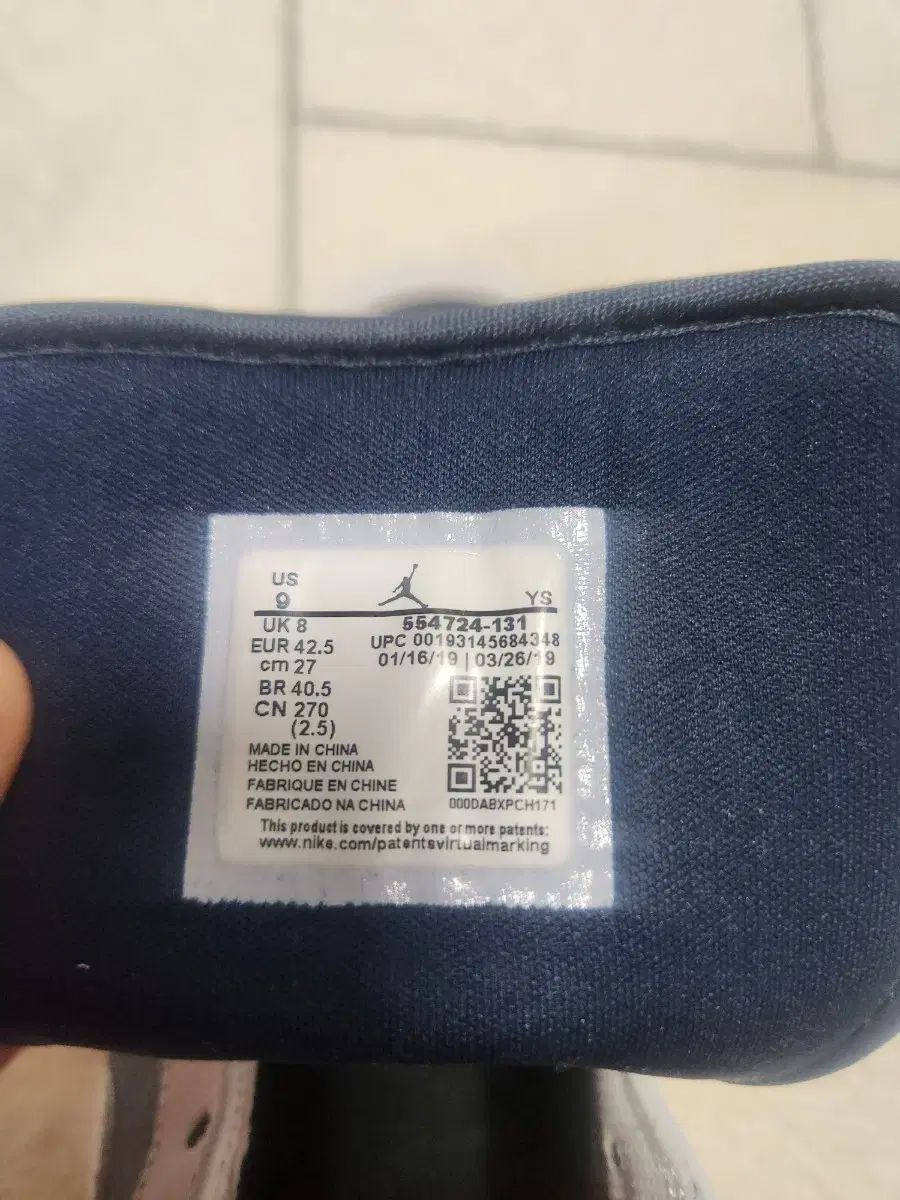 US
9 YS
UK 8 554724-131
EUR 42.5 UPC 00193145684348
cm 27 01/16/19 | 03/26/19
BR 40.5
CN 270
(2.5)
MADE IN CHINA
HECHO EN CHINA
FABRIQUE EN CHINE
FABRICADO NA CHINA 000DABXPCH171
This product is covered by one or more patents:
www.nike.com/patentsvirtualmarking